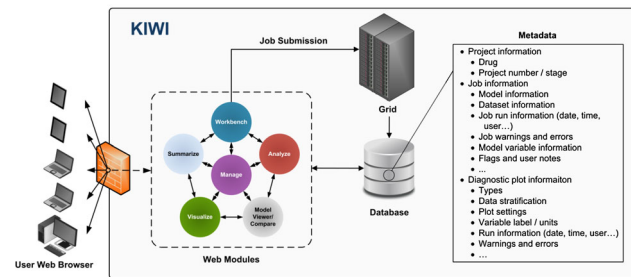 KIWI
Job Submission
Grid
Workbench
Summarize
Analyze
Manage
Visualize
Model
Viewer/
Compare
Web Modules
Database
User Web Browser
Metadata
• Project information
• Drug
• Project number / stage
• Job information
• Model information
• Dataset information
• Job run information (date, time,
user…)
• Job warnings and errors
• Model variable information
• Flags and user notes
• ...
• Diagnostic plot informaiton
• Types
• Data stratification
• Plot settings
• Variable label / units
• Run information (date, time, user…)
• Warnings and errors
• …